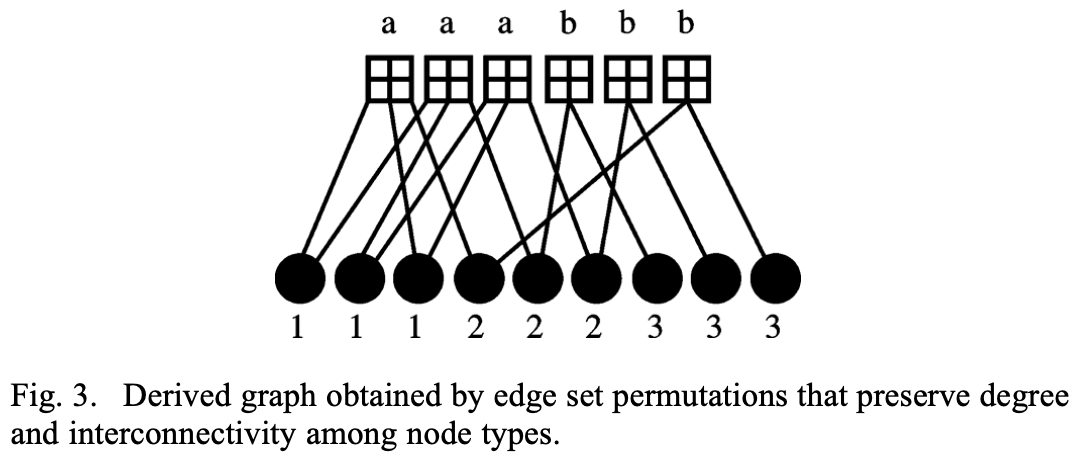 a a a b b b
1 1 1 2 2 2 3 3 3
Fig. 3. Derived graph obtained by edge set permutations that preserve degree
and interconnectivity among node types.